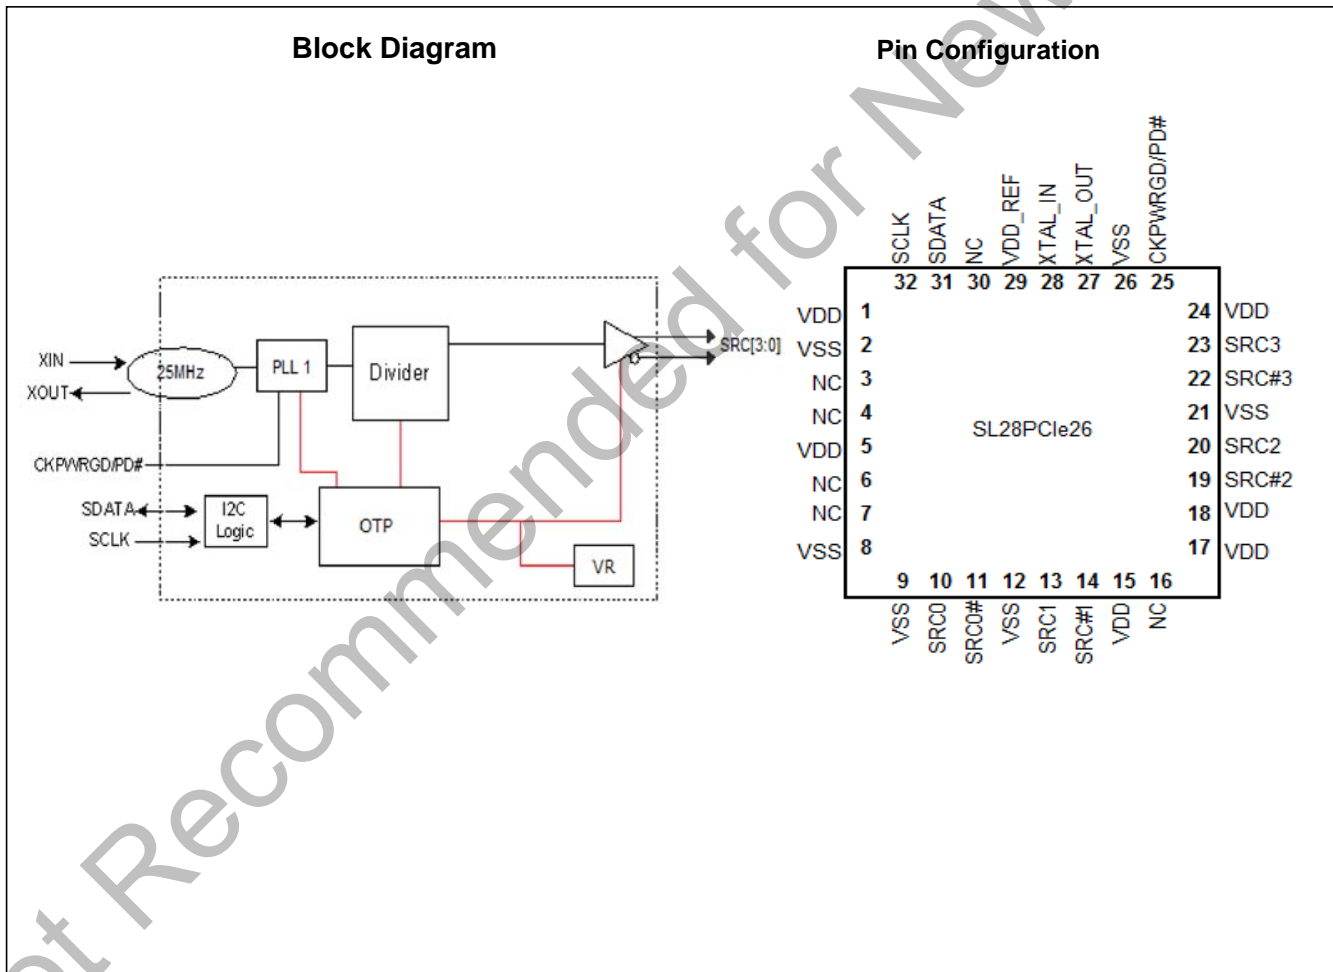 Block Diagram
Pin Configuration
XIN
XOUT
25MHz
PLL 1
Divider
SRC[3:0]
CKPWRGD/PD#
SDATA
SCLK
I2C
Logic
OTP
VR
SCLK
SDATA
NC
VDD_REF
XTAL_IN
XTAL_OUT
VSS
CKPWRGD/PD#
32 31 30 29 28 27 26 25
VDD 1
VSS 2
NC 3
NC 4
VDD 5
NC 6
NC 7
VSS 8
SL28PCIe26
24 VDD
23 SRC3
22 SRC#3
21 VSS
20 SRC2
19 SRC#2
18 VDD
17 VDD
9 10 11 12 13 14 15 16
VSS
SRC0
SRC0#
VSS
SRC1
SRC#1
VDD
NC
ot Recommended for New